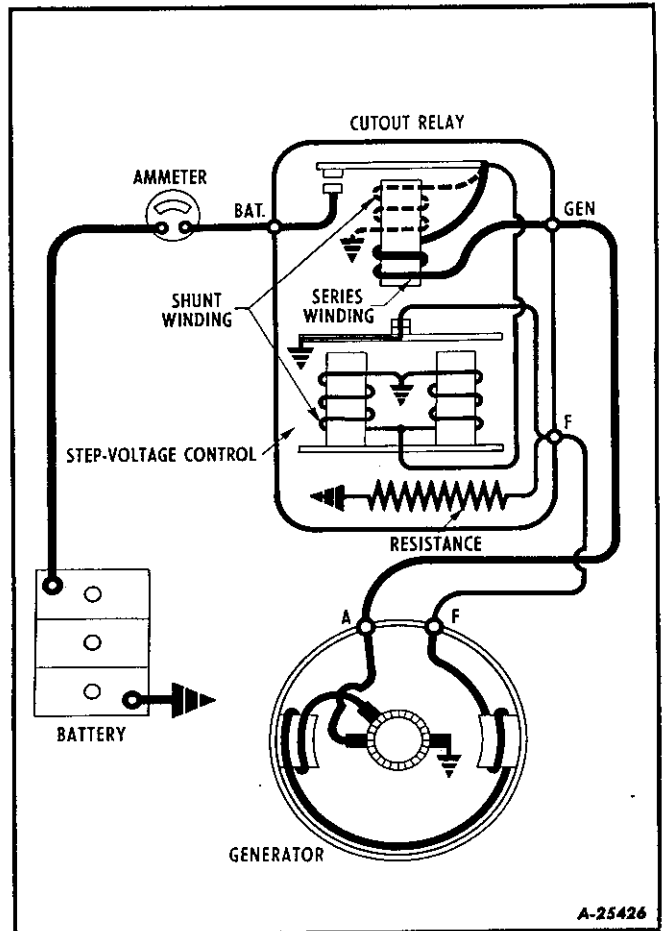 CUTOUT RELAY
AMMETER
BAT.
GEN
SHUNT
WINDING
SERIES
WINDING
F
STEP-VOLTAGE CONTROL
RESISTANCE
A
F
BATTERY
GENERATOR
A-25426